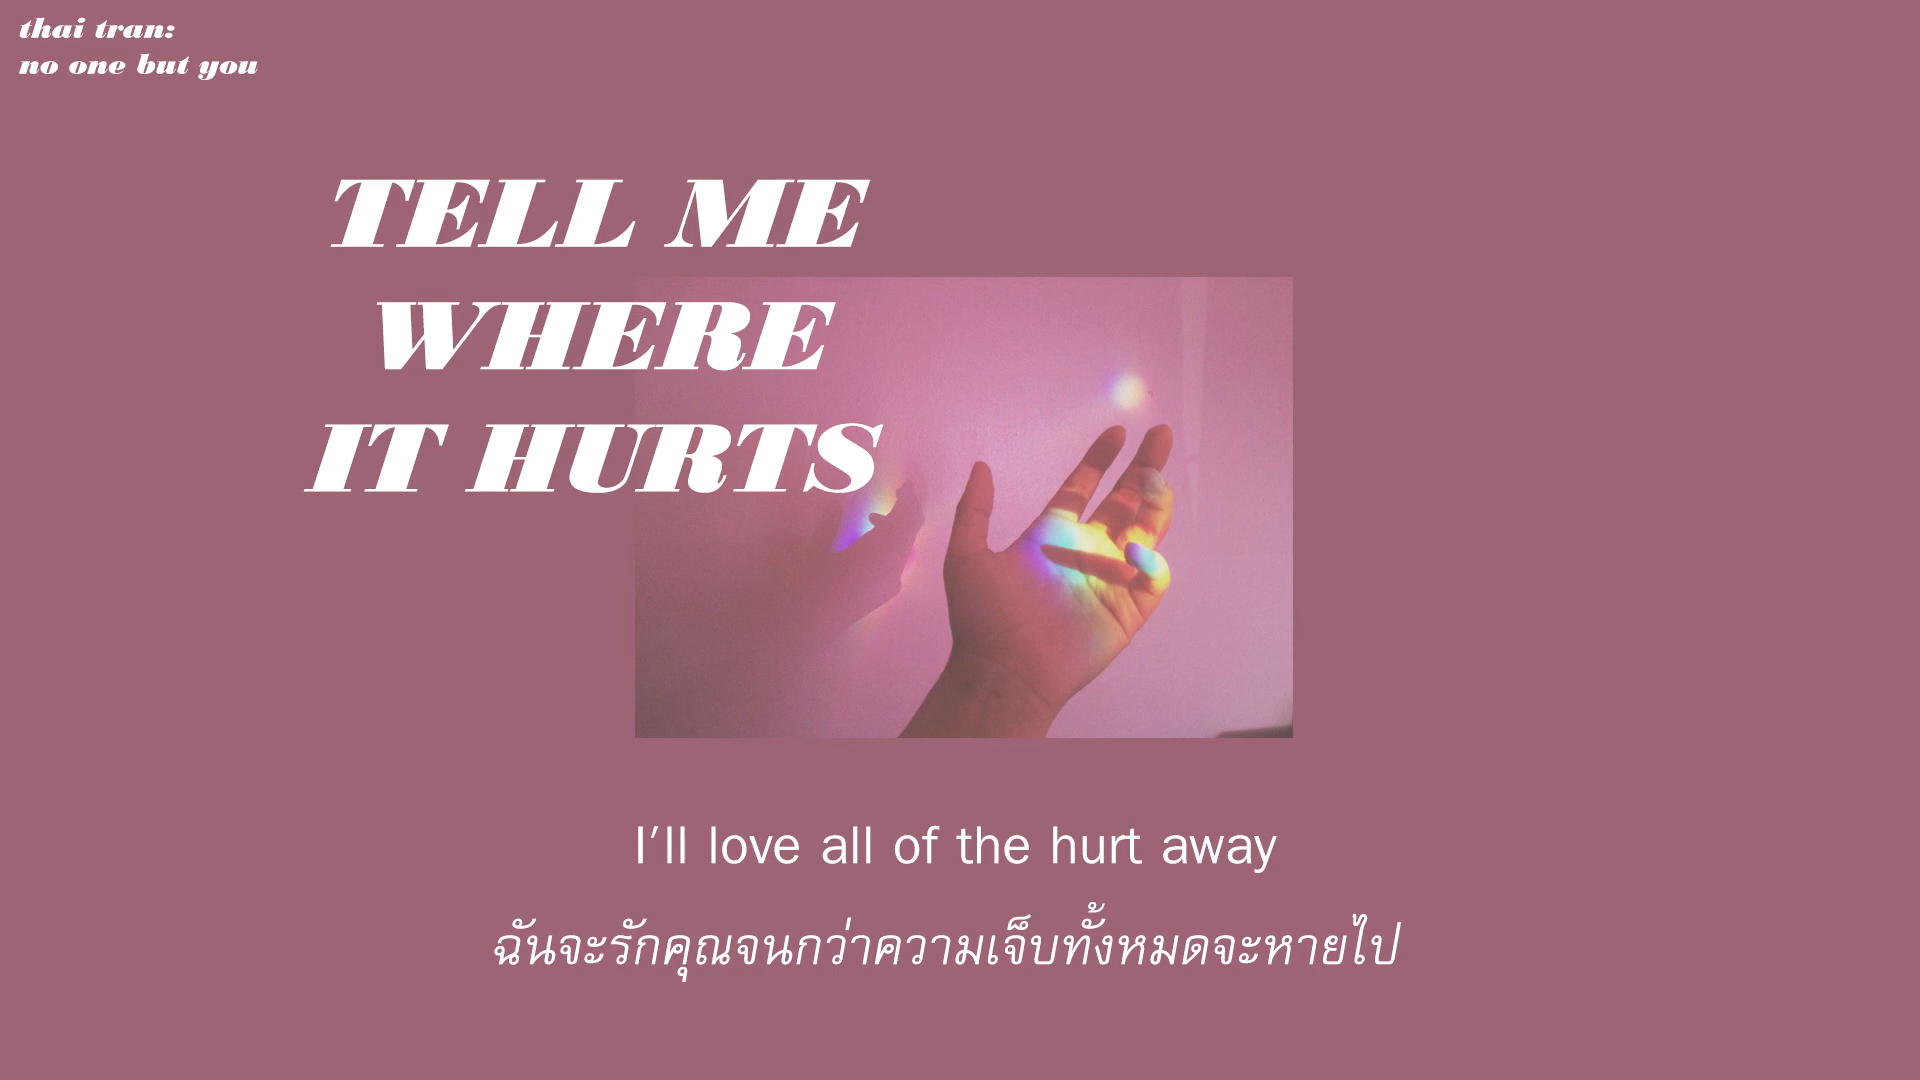 thai tran:
no one but you
TELL ME
WHERE
IT HURTS
I'll love all of the hurt away
ฉันจะรักคุณจนกว่าความเจ็บทั้งหมดจะหายไป